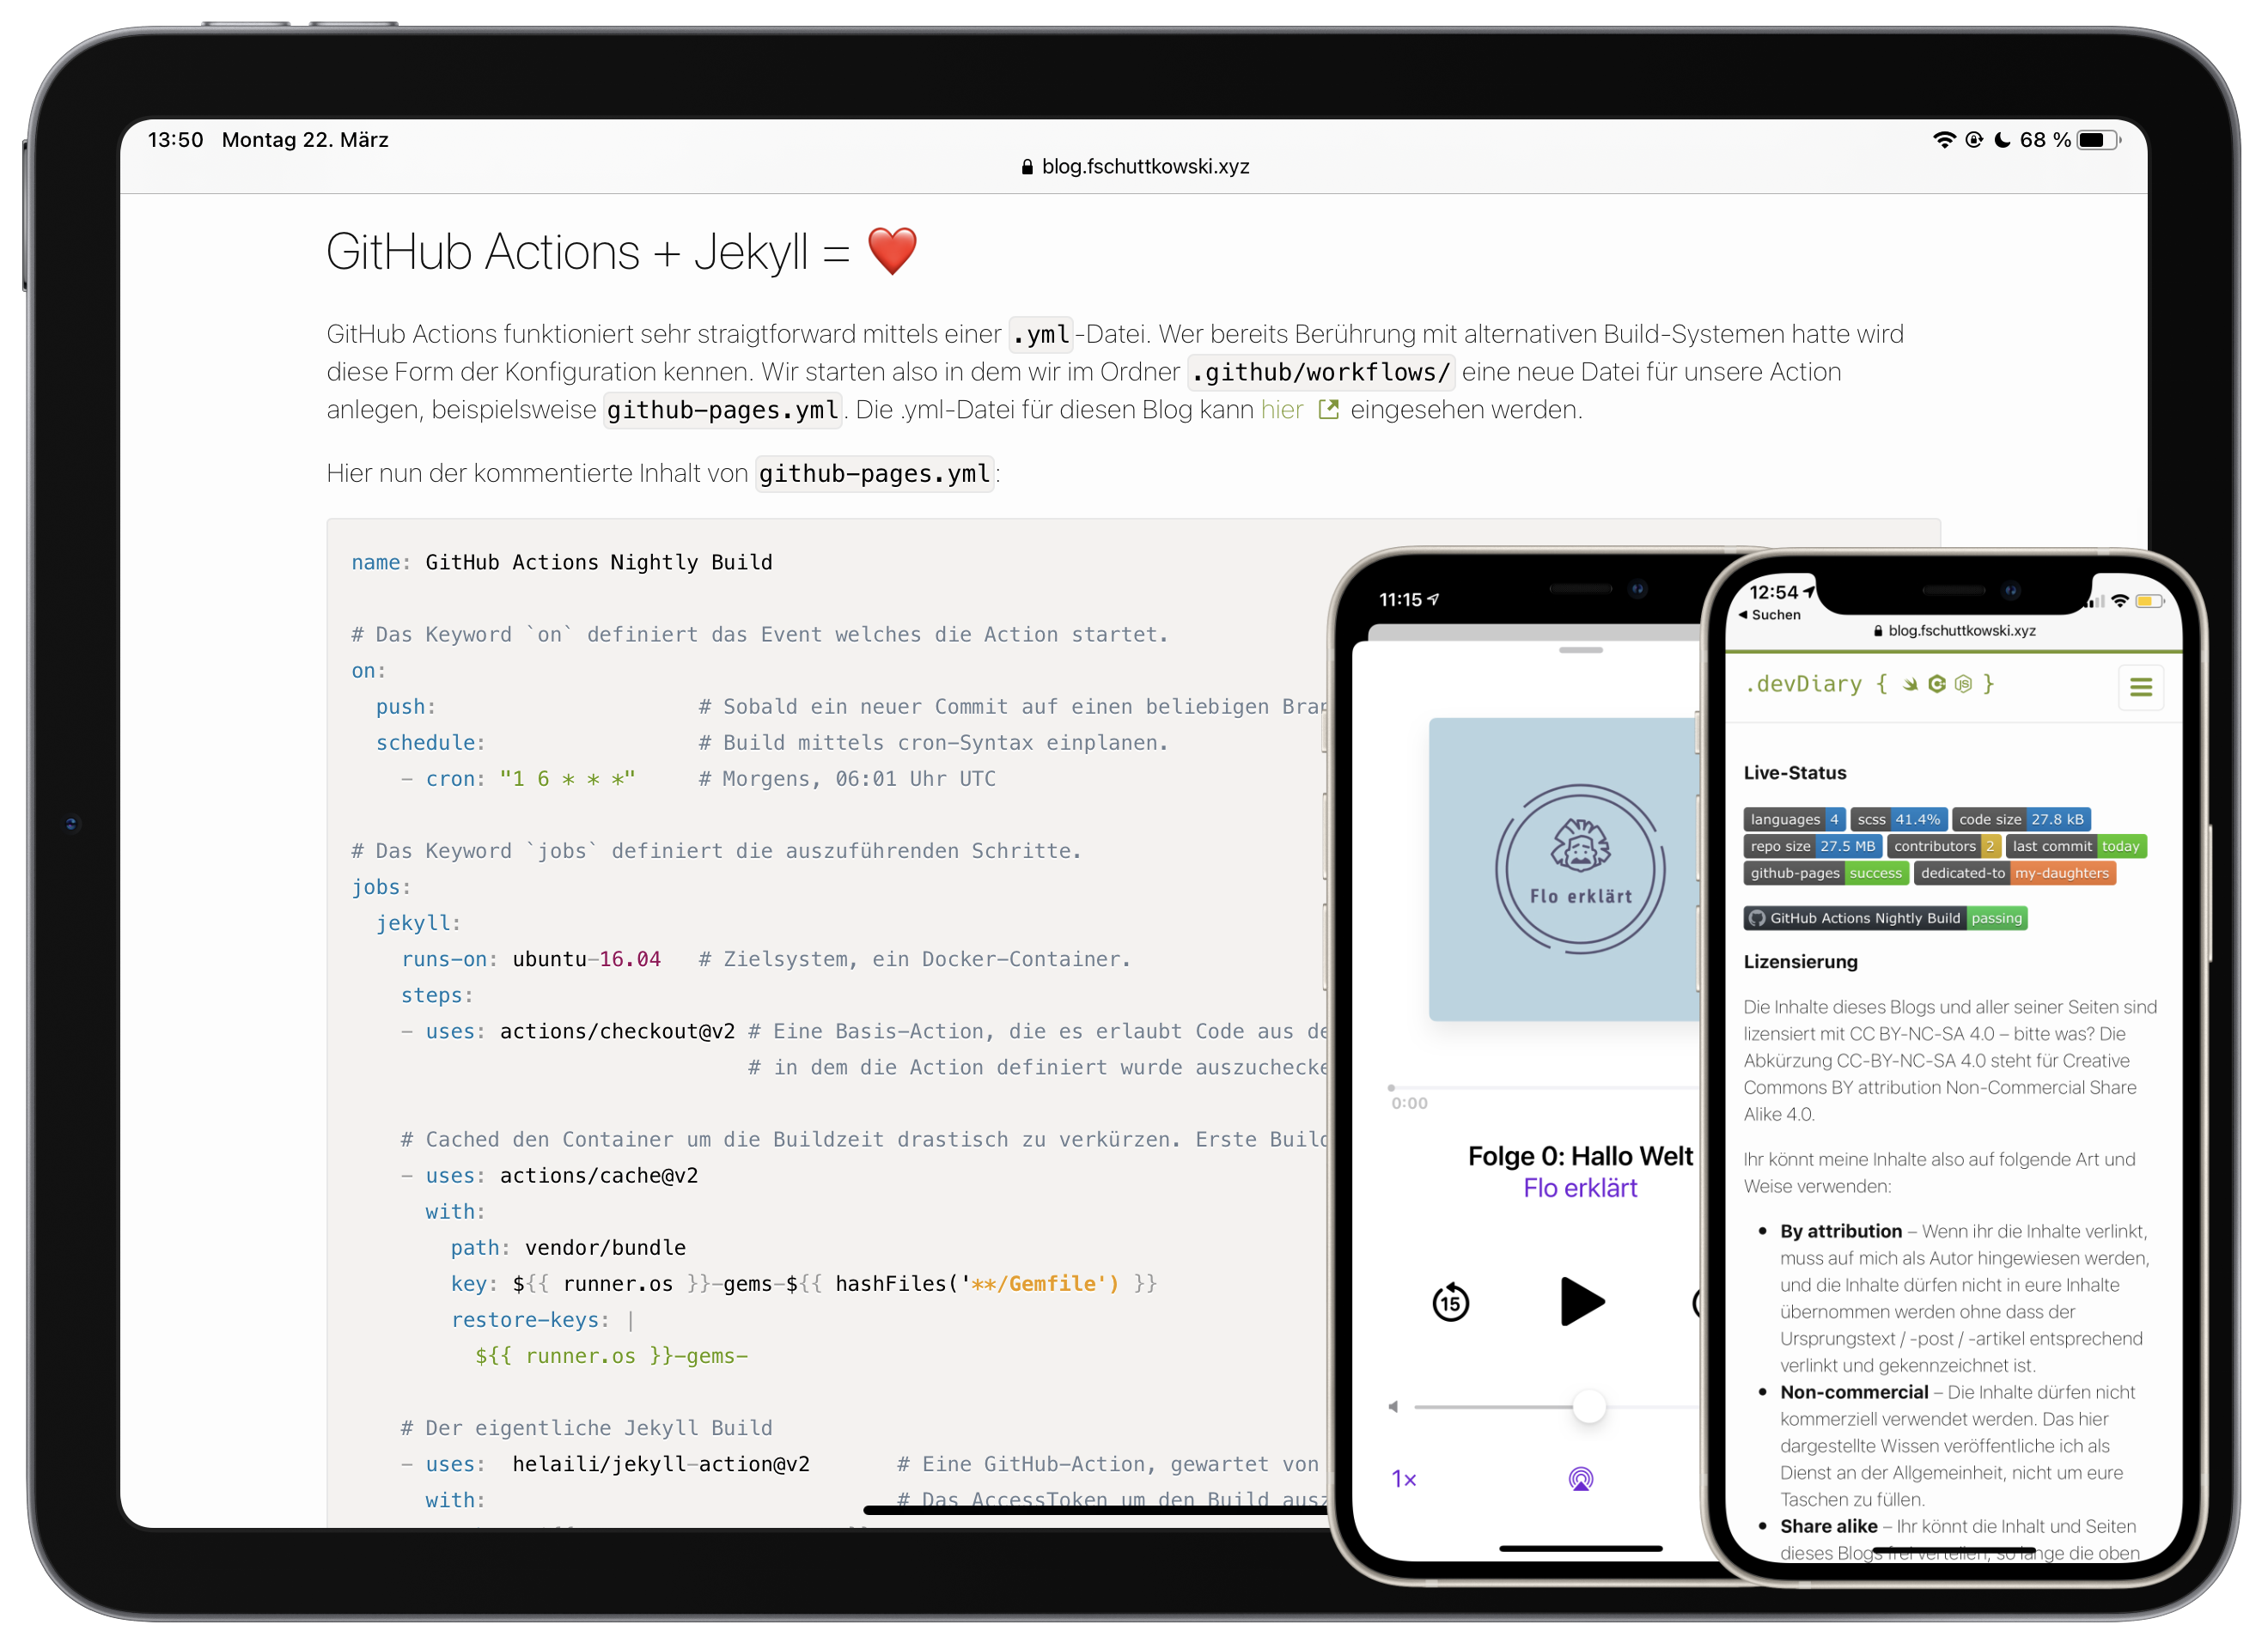 13:50 Montag 22. März
68 %
blog.fschuttkowski.xyz
GitHub Actions + Jekyll = ❤️
GitHub Actions funktioniert sehr straigtforward mittels einer .yml-Datei. Wer bereits Berührung mit alternativen Build-Systemen hatte wird
diese Form der Konfiguration kennen. Wir starten also in dem wir im Ordner .github/workflows/ eine neue Datei für unsere Action
anlegen, beispielsweise github-pages.yml. Die .yml-Datei für diesen Blog kann hier eingesehen werden.
Hier nun der kommentierte Inhalt von github-pages.yml:
name: GitHub Actions Nightly Build
# Das Keyword `on` definiert das Event welches die Action startet.
on:
push: # Sobald ein neuer Commit auf einen beliebigen
schedule: # Build mittels cron-Syntax einplanen.
- cron: "1 6 * * *" # Morgens, 06:01 Uhr UTC
# Das Keyword `jobs` definiert die auszuführenden Schritte.
jobs:
jekyll:
runs-on: ubuntu-16.04 # Zielsystem, ein Docker-Container.
steps:
- uses: actions/checkout@v2 # Eine Basis-Action, die es erlaubt Code aus
# in dem die Action definiert wurde
# Cached den Container um die Buildzeit drastisch zu verkürzen. Erste
- uses: actions/cache@v2
with:
path: vendor/bundle
key: ${{ runner.os }}-gems-${{ hashFiles('**/Gemfile') }}
restore-keys: |
${{ runner.os }}-gems-
# Der eigentliche Jekyll Build
- uses: helaili/jekyll-action@v2 # Eine GitHub-Action, gewartet von
with: # Das AccessToken um den Build
11:15
Flo erklärt
0:00
Folge 0: Hallo Welt
Flo erklärt
15
1×
12:54
◀ Suchen
blog.fschuttkowski.xyz
.devDiary { JS }
Live-Status
languages 4 scss 41.4% code size 27.8 kB
repo size 27.5 MB contributors 2 last commit today
github-pages success dedicated-to my-daughters
GitHub Actions Nightly Build passing
Lizensierung
Die Inhalte dieses Blogs und aller seiner Seiten sind
lizensiert mit CC BY-NC-SA 4.0 – bitte was? Die
Abkürzung CC-BY-NC-SA 4.0 steht für Creative
Commons BY attribution Non-Commercial Share
Alike 4.0.
Ihr könnt meine Inhalte also auf folgende Art und
Weise verwenden:
• By attribution – Wenn ihr die Inhalte verlinkt,
muss auf mich als Autor hingewiesen werden,
und die Inhalte dürfen nicht in eure Inhalte
übernommen werden ohne dass der
Ursprungstext / -post / -artikel entsprechend
verlinkt und gekennzeichnet ist.
• Non-commercial – Die Inhalte dürfen nicht
kommerziell verwendet werden. Das hier
dargestellte Wissen veröffentliche ich als
Dienst an der Allgemeinheit, nicht um eure
Taschen zu füllen.
• Share alike – Ihr könnt die Inhalt und Seiten
dieses Blogs frei verteilen, so lange die oben